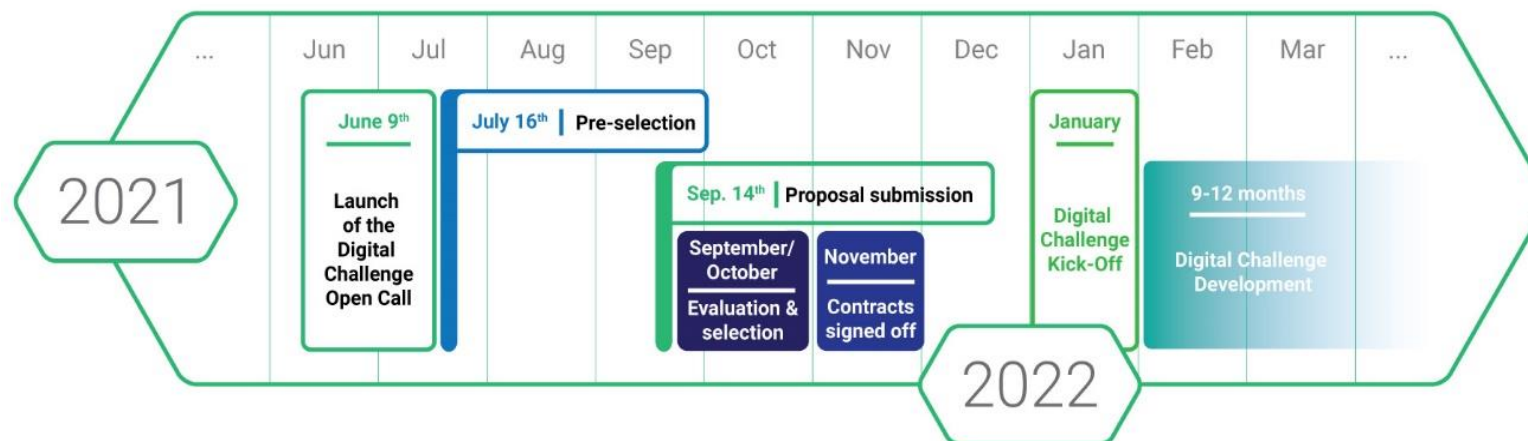 ... Jun Jul Aug Sep Oct Nov Dec Jan Feb Mar ...
2021
June 9th
Launch
of the
Digital
Challenge
Open Call
July 16th | Pre-selection
Sep. 14th | Proposal submission
September/
October
Evaluation &
selection
November
Contracts
signed off
January
Digital
Challenge
Kick-Off
9-12 months
Digital Challenge
Development
2022